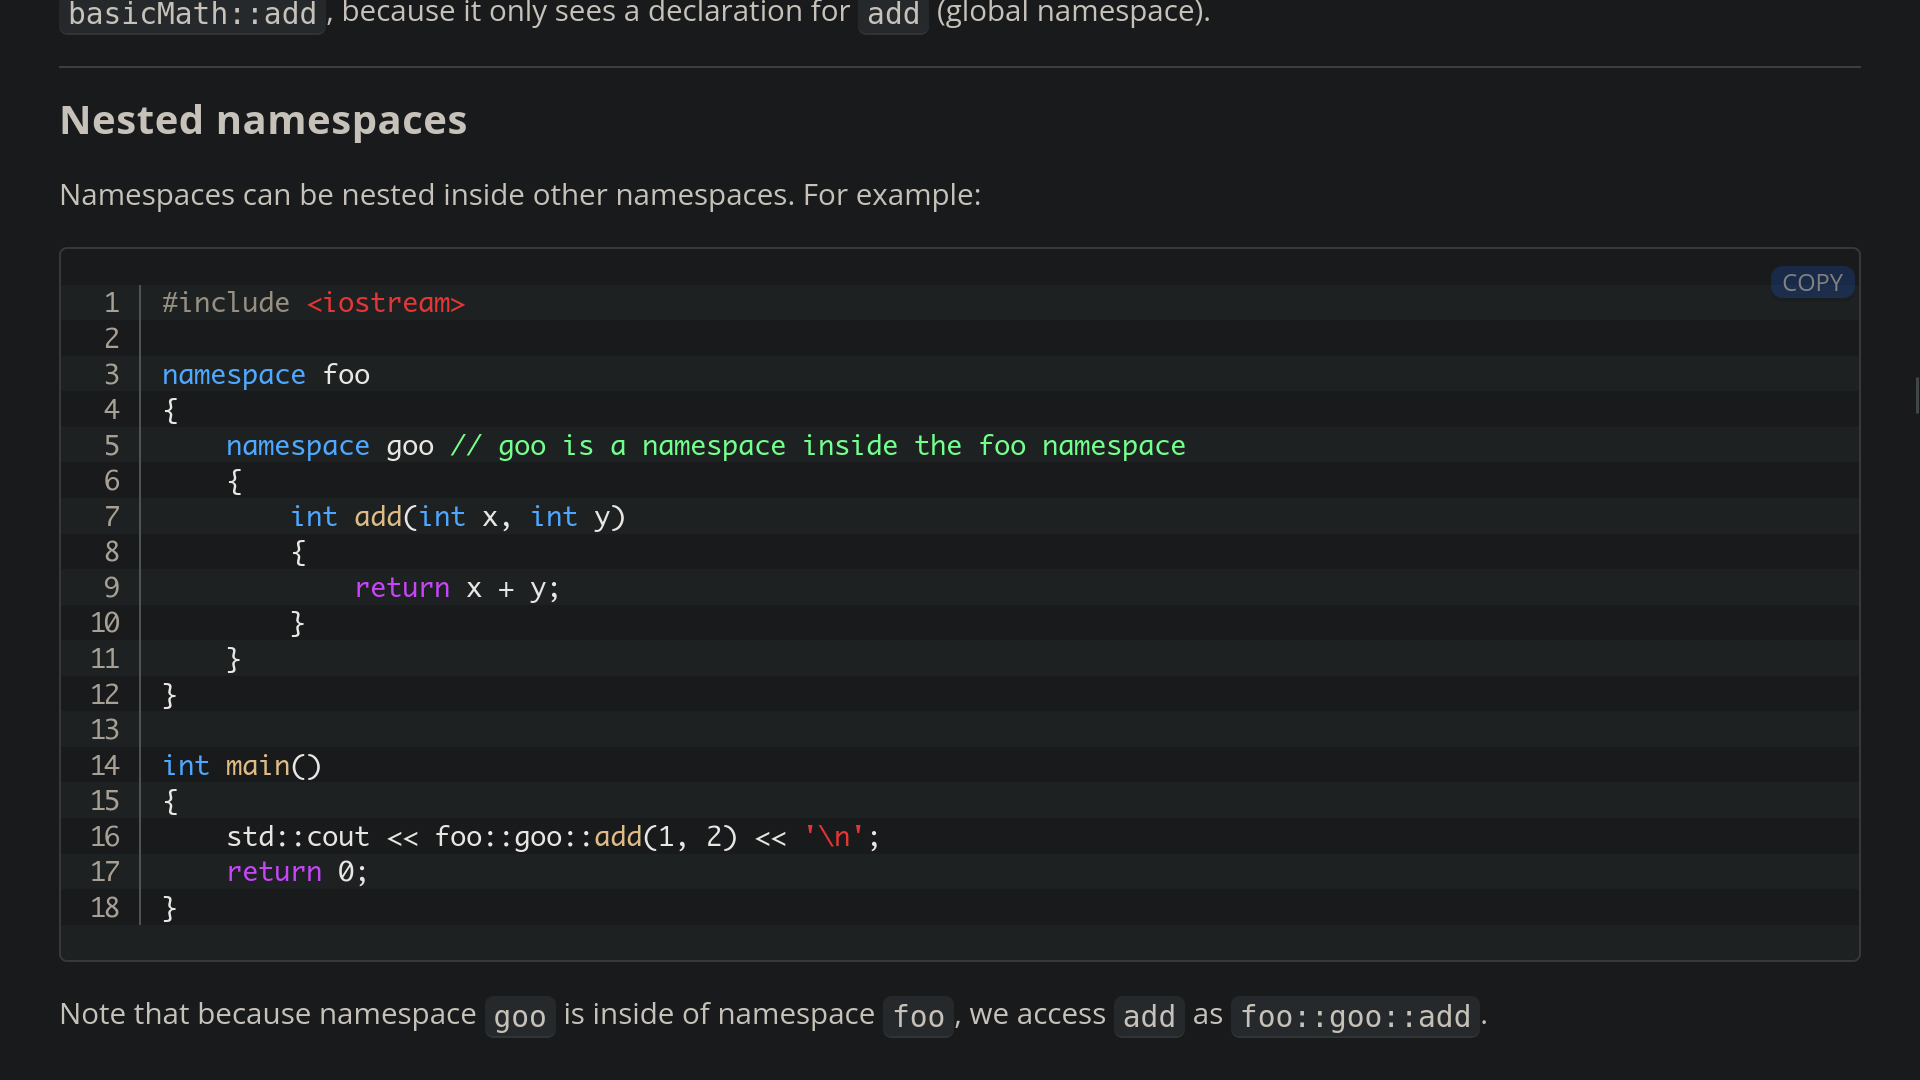 basicMath::add, because it only sees a declaration for add (global namespace).
Nested namespaces
Namespaces can be nested inside other namespaces. For example:
COPY
1 #include <iostream>
2
3 namespace foo
4 {
5     namespace goo // goo is a namespace inside the foo namespace
6     {
7         int add(int x, int y)
8         {
9             return x + y;
10         }
11     }
12 }
13
14 int main()
15 {
16     std::cout << foo::goo::add(1, 2) << '\n';
17     return 0;
18 }
Note that because namespace goo is inside of namespace foo, we access add as foo::goo::add.